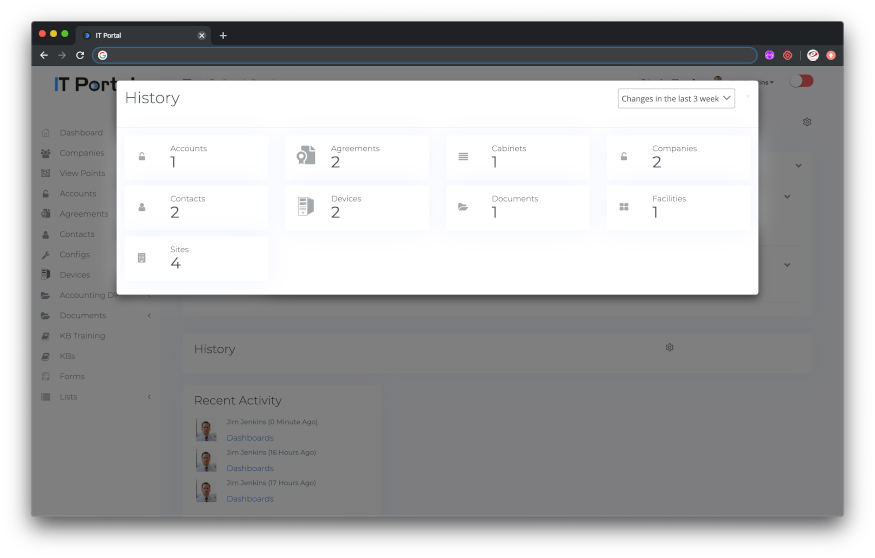 IT Portal
IT Portal
History
Changes in the last 3 week
Dashboard
Companies
View Points
Accounts
Agreements
Contacts
Configs
Devices
Accounting
Documents
KB Training
KBs
Forms
Lists
Accounts
1
Agreements
2
Cabinets
1
Companies
2
Contacts
2
Devices
2
Documents
1
Facilities
1
Sites
4
History
Recent Activity
Jim Jenkins (0 Minute Ago)
Dashboards
Jim Jenkins (16 Hours Ago)
Dashboards
Jim Jenkins (17 Hours Ago)
Dashboards